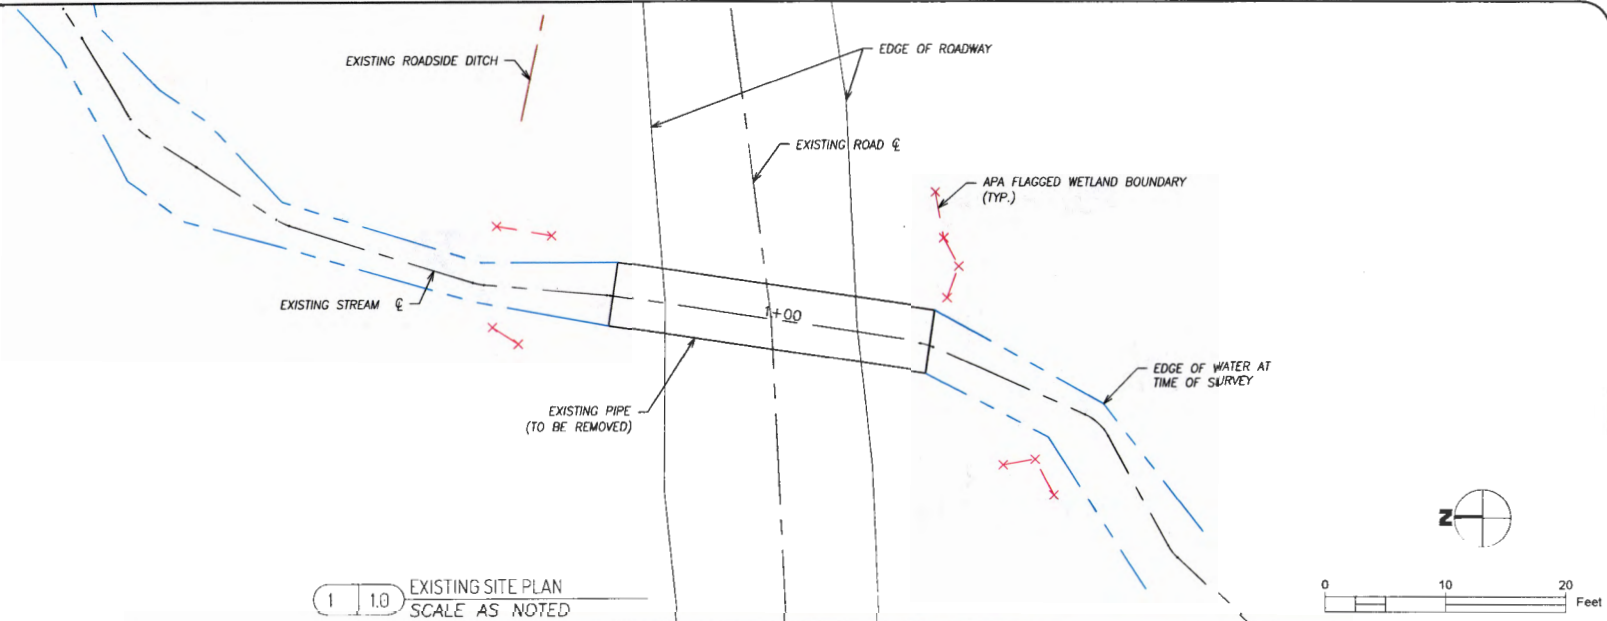 EXISTING ROADSIDE DITCH
EDGE OF ROADWAY
EXISTING ROAD ℄
APA FLAGGED WETLAND BOUNDARY
(TYP.)
EXISTING STREAM ℄
1+00
EDGE OF WATER AT
TIME OF SURVEY
EXISTING PIPE
(TO BE REMOVED)
N
1 1.0 EXISTING SITE PLAN
SCALE AS NOTED
0 10 20
Feet